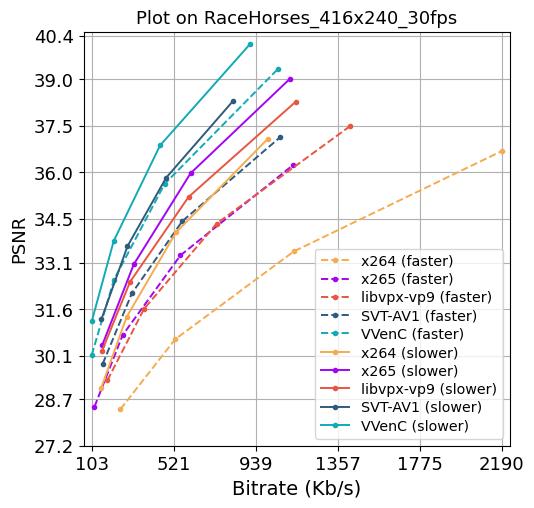 Plot on RaceHorses_416x240_30fps
PSNR
40.4
39.0
37.5
36.0
34.5
33.1
31.6
30.1
28.7
27.2
x264 (faster)
x265 (faster)
libvpx-vp9 (faster)
SVT-AV1 (faster)
VVenC (faster)
x264 (slower)
x265 (slower)
libvpx-vp9 (slower)
SVT-AV1 (slower)
VVenC (slower)
103 521 939 1357 1775 2190
Bitrate (Kb/s)